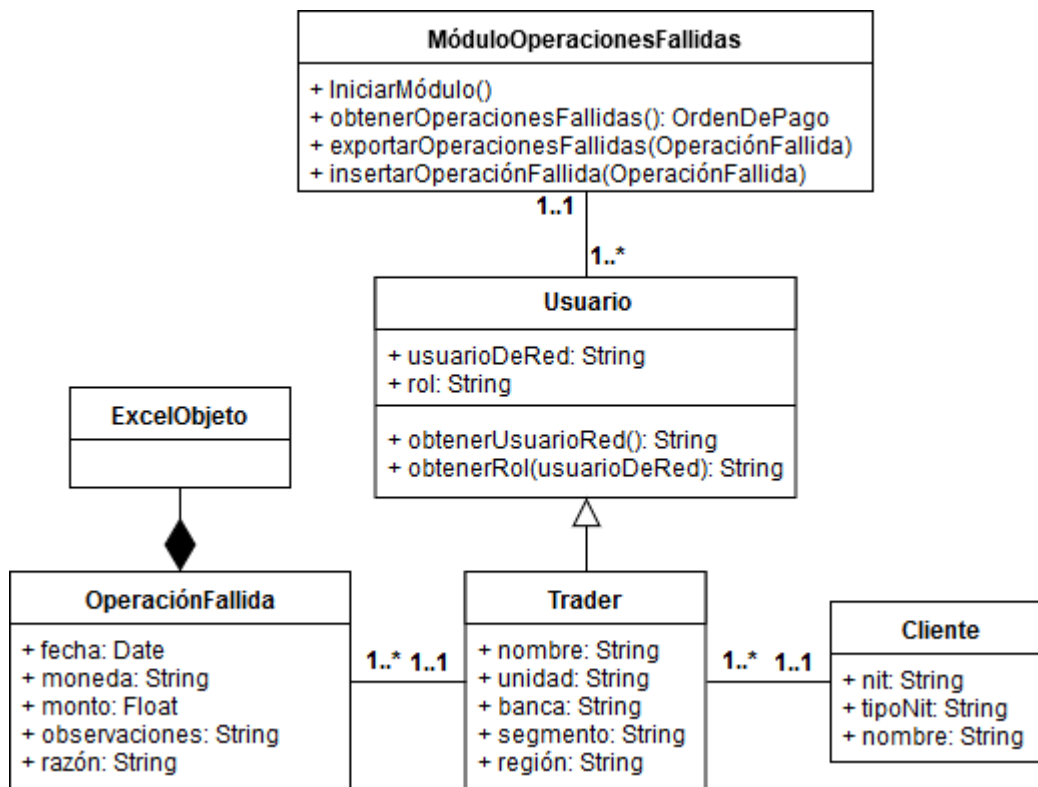 MóduloOperacionesFallidas
+ IniciarMódulo()
+ obtenerOperacionesFallidas(): OrdenDePago
+ exportarOperacionesFallidas(OperaciónFallida)
+ insertarOperaciónFallida(OperaciónFallida)
1..1
1..*
Usuario
+ usuarioDeRed: String
+ rol: String
+ obtenerUsuarioRed(): String
+ obtenerRol(usuarioDeRed): String
ExcelObjeto
OperaciónFallida
+ fecha: Date
+ moneda: String
+ monto: Float
+ observaciones: String
+ razón: String
1..* 1..1
Trader
+ nombre: String
+ unidad: String
+ banca: String
+ segmento: String
+ región: String
1..* 1..1
Cliente
+ nit: String
+ tipoNit: String
+ nombre: String